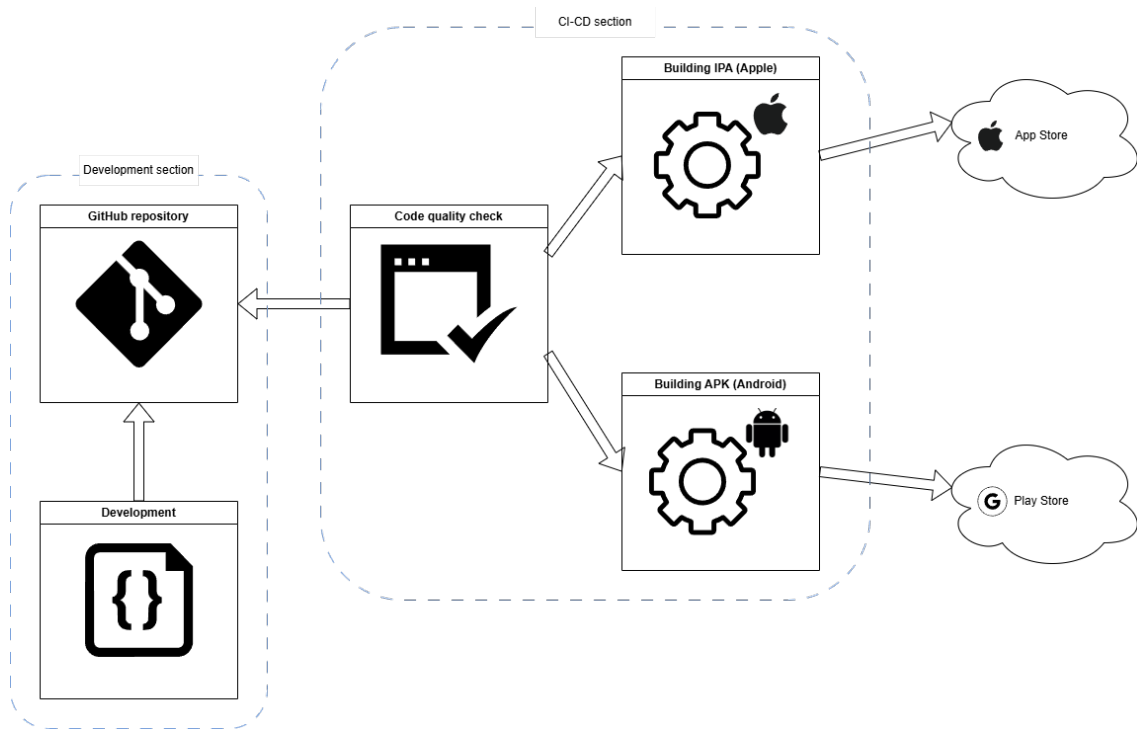 CI-CD section
Building IPA (Apple)
App Store
Development section
GitHub repository
Code quality check
Building APK (Android)
Play Store
Development
{}
G